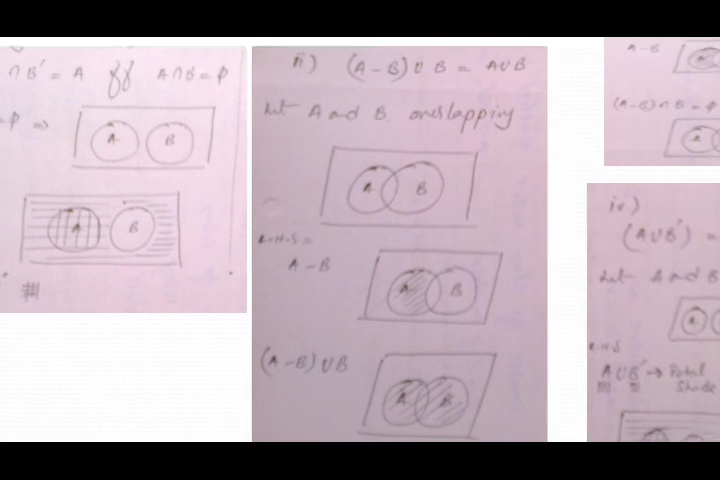 ∩ B' = A iff A∩B = φ
= φ ⇒
A B
A B
ii) (A - B) ∪ B = A∪B
Let A and B overlapping
A B
R.H.S =
A - B
A B
(A - B) ∪ B
A B
A - B
(A - B) ∩ B = φ
iv)
(A∪B') =
Let A and B
A
R.H.S
A∪B' → Total
Shade